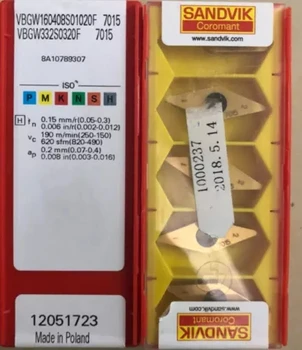 VBGW160408S01020F 7015
VBGW332S0320F 7015
8A10789307
ISO
P M K N S H
H fn 0.15 mm/r(0.05-0.3)
0.006 in/r(0.002-0.012)
vc 190 m/min(250-150)
620 sfm(820-490)
ap 0.2 mm(0.07-0.4)
0.008 in(0.003-0.016)
12051723
Made in Poland
SANDVIK
Coromant
www.sandvik.com
1000237
2018.5.14
SANDVIK
Coromant